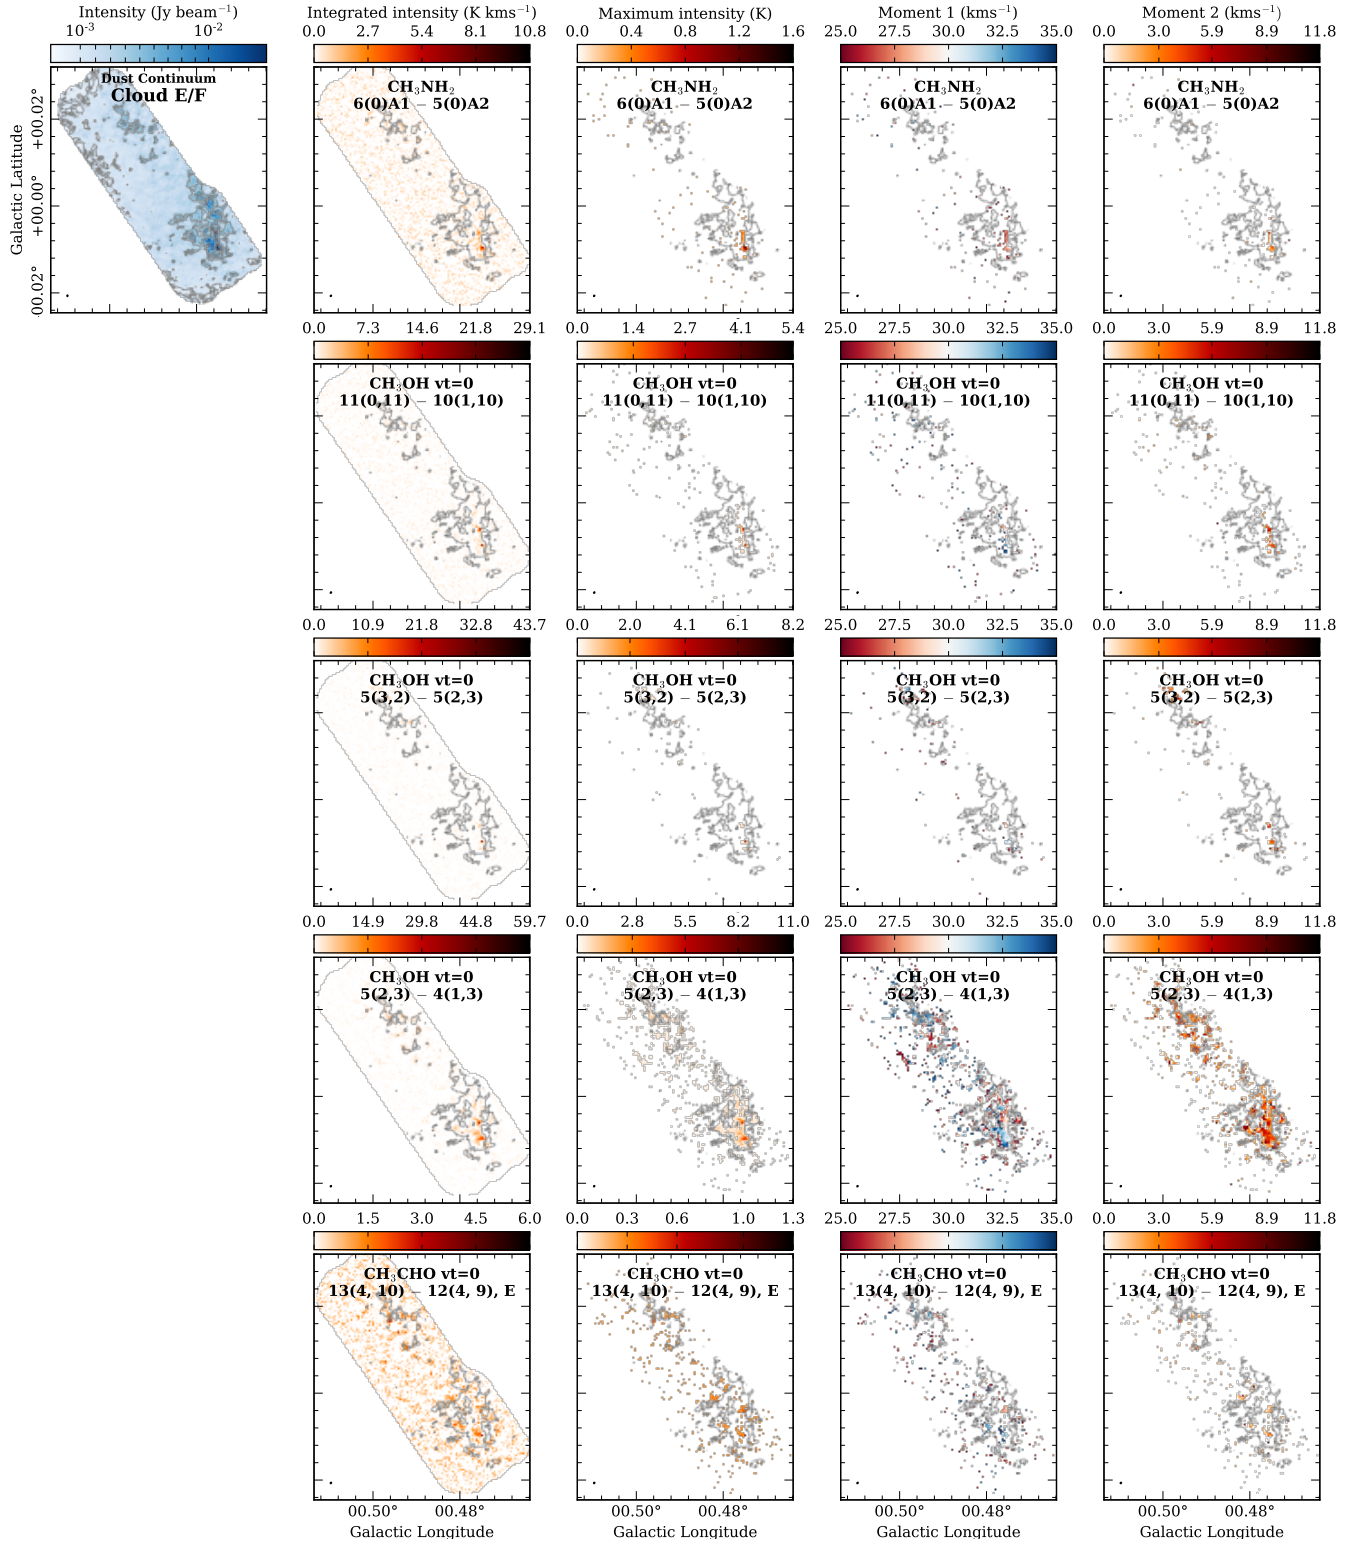 Intensity (Jy beam⁻¹)
Integrated intensity (K kms⁻¹)
Maximum intensity (K)
Moment 1 (kms⁻¹)
Moment 2 (kms⁻¹)
10⁻³ 10⁻²
0.0 2.7 5.4 8.1 10.8
0.0 0.4 0.8 1.2 1.6
25.0 27.5 30.0 32.5 35.0
0.0 3.0 6.0 8.9 11.8
Dust Continuum
Cloud E/F
CH₃NH₂
6(0)A1 − 5(0)A2
CH₃NH₂
6(0)A1 − 5(0)A2
CH₃NH₂
6(0)A1 − 5(0)A2
CH₃NH₂
6(0)A1 − 5(0)A2
Galactic Latitude
+00.02°
+00.00°
00.02°
0.0 7.3 14.6 21.8 29.1
0.0 1.4 2.7 4.1 5.4
25.0 27.5 30.0 32.5 35.0
0.0 3.0 5.9 8.9 11.8
CH₃OH vt=0
11(0,11) − 10(1,10)
CH₃OH vt=0
11(0,11) − 10(1,10)
CH₃OH vt=0
11(0,11) − 10(1,10)
CH₃OH vt=0
11(0,11) − 10(1,10)
0.0 10.9 21.8 32.8 43.7
0.0 2.0 4.1 6.1 8.2
25.0 27.5 30.0 32.5 35.0
0.0 3.0 5.9 8.9 11.8
CH₃OH vt=0
5(3,2) − 5(2,3)
CH₃OH vt=0
5(3,2) − 5(2,3)
CH₃OH vt=0
5(3,2) − 5(2,3)
CH₃OH vt=0
5(3,2) − 5(2,3)
0.0 14.9 29.8 44.8 59.7
0.0 2.8 5.5 8.2 11.0
25.0 27.5 30.0 32.5 35.0
0.0 3.0 5.9 8.9 11.8
CH₃OH vt=0
5(2,3) − 4(1,3)
CH₃OH vt=0
5(2,3) − 4(1,3)
CH₃OH vt=0
5(2,3) − 4(1,3)
CH₃OH vt=0
5(2,3) − 4(1,3)
0.0 1.5 3.0 4.5 6.0
0.0 0.3 0.6 1.0 1.3
25.0 27.5 30.0 32.5 35.0
0.0 3.0 5.9 8.9 11.8
CH₃CHO vt=0
13(4, 10) − 12(4, 9), E
CH₃CHO vt=0
13(4, 10) − 12(4, 9), E
CH₃CHO vt=0
13(4, 10) − 12(4, 9), E
CH₃CHO vt=0
13(4, 10) − 12(4, 9), E
00.50° 00.48°
00.50° 00.48°
00.50° 00.48°
00.50° 00.48°
Galactic Longitude
Galactic Longitude
Galactic Longitude
Galactic Longitude